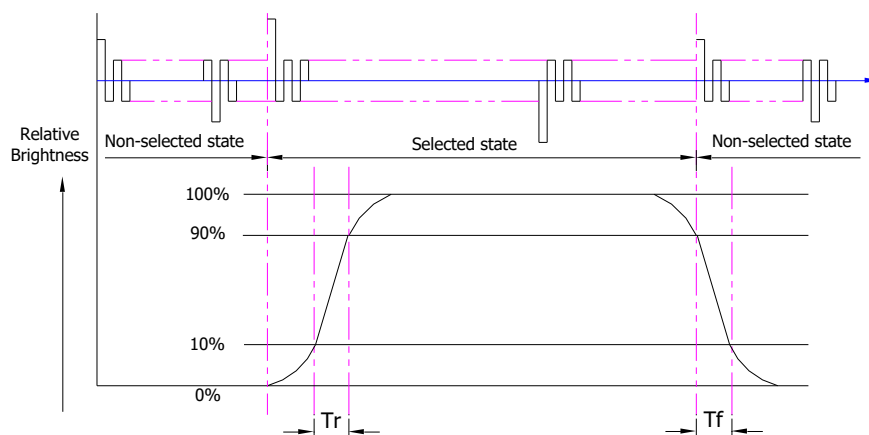 Relative
Brightness
Non-selected state
Selected state
Non-selected state
100%
90%
10%
0%
Tr
Tf